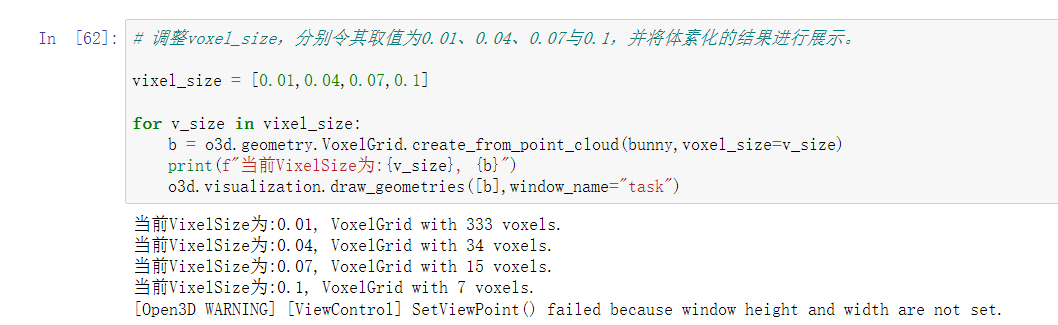 In [62]:
# 调整voxel_size，分别令其取值为0.01、0.04、0.07与0.1，并将体素化的结果进行展示。
vixel_size = [0.01,0.04,0.07,0.1]
for v_size in vixel_size:
    b = o3d.geometry.VoxelGrid.create_from_point_cloud(bunny,voxel_size=v_size)
    print(f"当前VixelSize为:{v_size}, {b}")
    o3d.visualization.draw_geometries([b],window_name="task")
当前VixelSize为:0.01, VoxelGrid with 333 voxels.
当前VixelSize为:0.04, VoxelGrid with 34 voxels.
当前VixelSize为:0.07, VoxelGrid with 15 voxels.
当前VixelSize为:0.1, VoxelGrid with 7 voxels.
[Open3D WARNING] [ViewControl] SetViewPoint() failed because window height and width are not set.